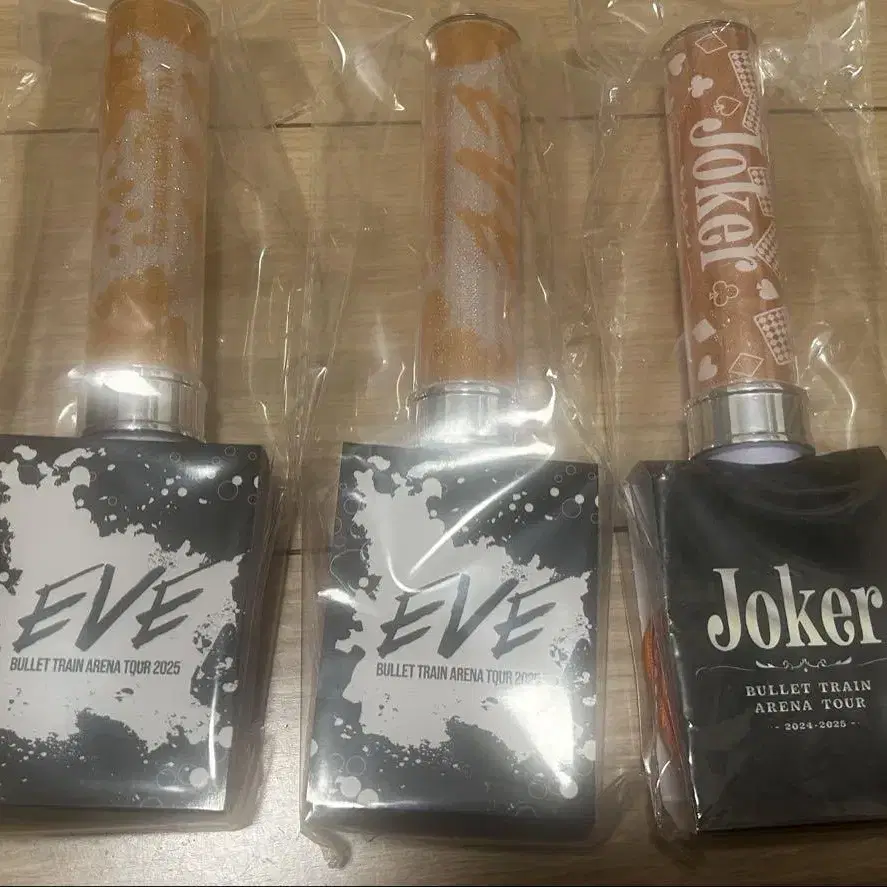 EVE
Joker
EVE
BULLET TRAIN ARENA TOUR 2025
EVE
BULLET TRAIN ARENA TOUR 2025
Joker
BULLET TRAIN
ARENA TOUR
- 2024-2025 -